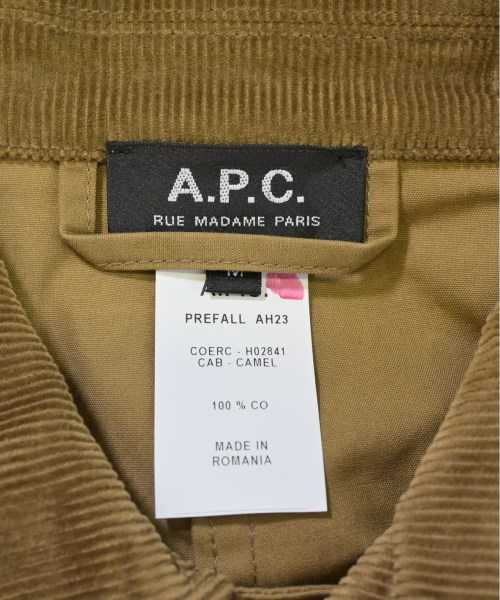 A.P.C.
RUE MADAME PARIS
M
A.P.C.
PREFALL AH23
COERC - H02841
CAB - CAMEL
100 % CO
MADE IN
ROMANIA